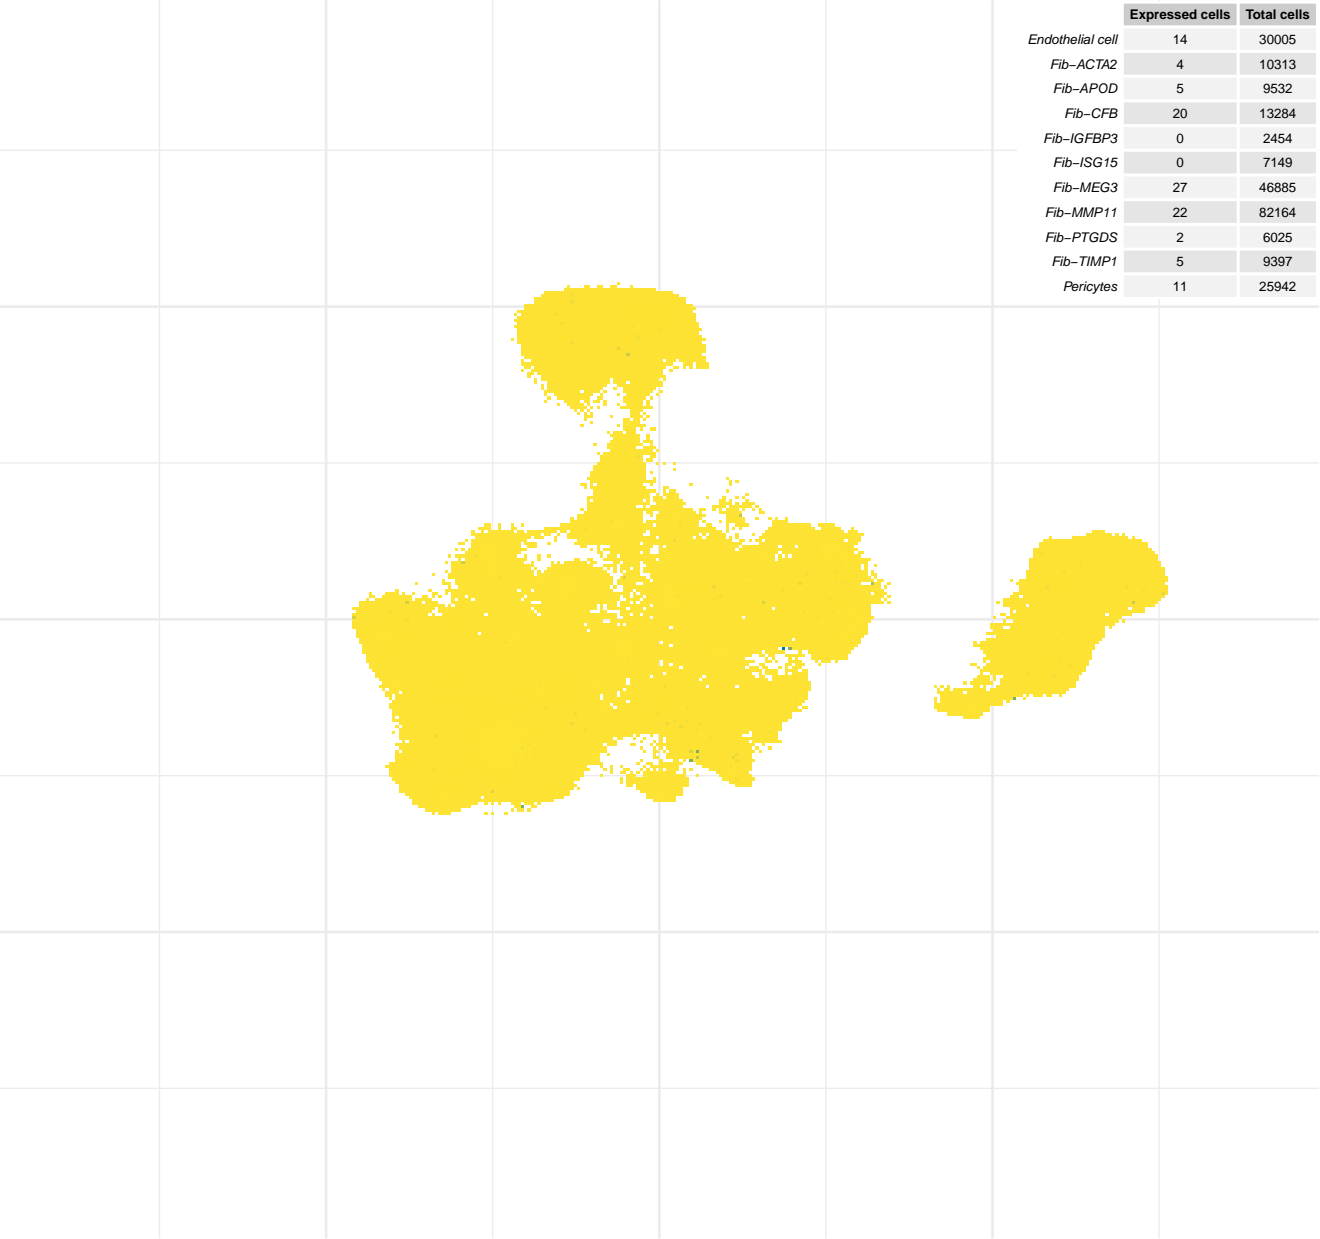 Expressed cells Total cells
Endothelial cell 14 30005
Fib−ACTA2 4 10313
Fib−APOD 5 9532
Fib−CFB 20 13284
Fib−IGFBP3 0 2454
Fib−ISG15 0 7149
Fib−MEG3 27 46885
Fib−MMP11 22 82164
Fib−PTGDS 2 6025
Fib−TIMP1 5 9397
Pericytes 11 25942